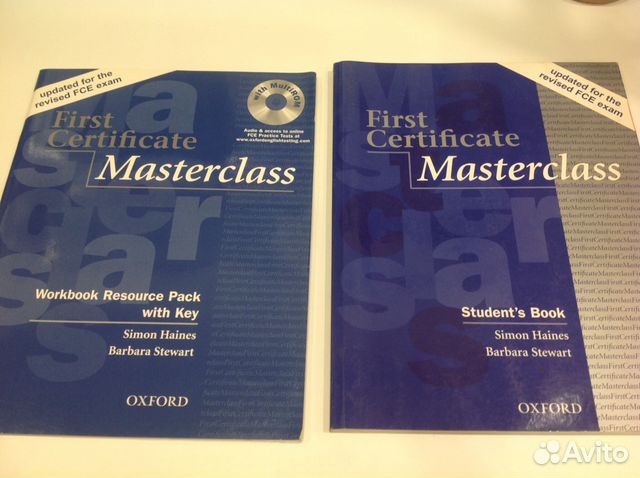 updated for the
revised FCE exam
with MultiROM
Audio & access to online
FCE Practice Tests at
www.oxfordenglishtesting.com
First
Certificate
Masterclass
Workbook Resource Pack
with Key
Simon Haines
Barbara Stewart
OXFORD
updated for the
revised FCE exam
First
Certificate
Masterclass
Student's Book
Simon Haines
Barbara Stewart
OXFORD
Avito